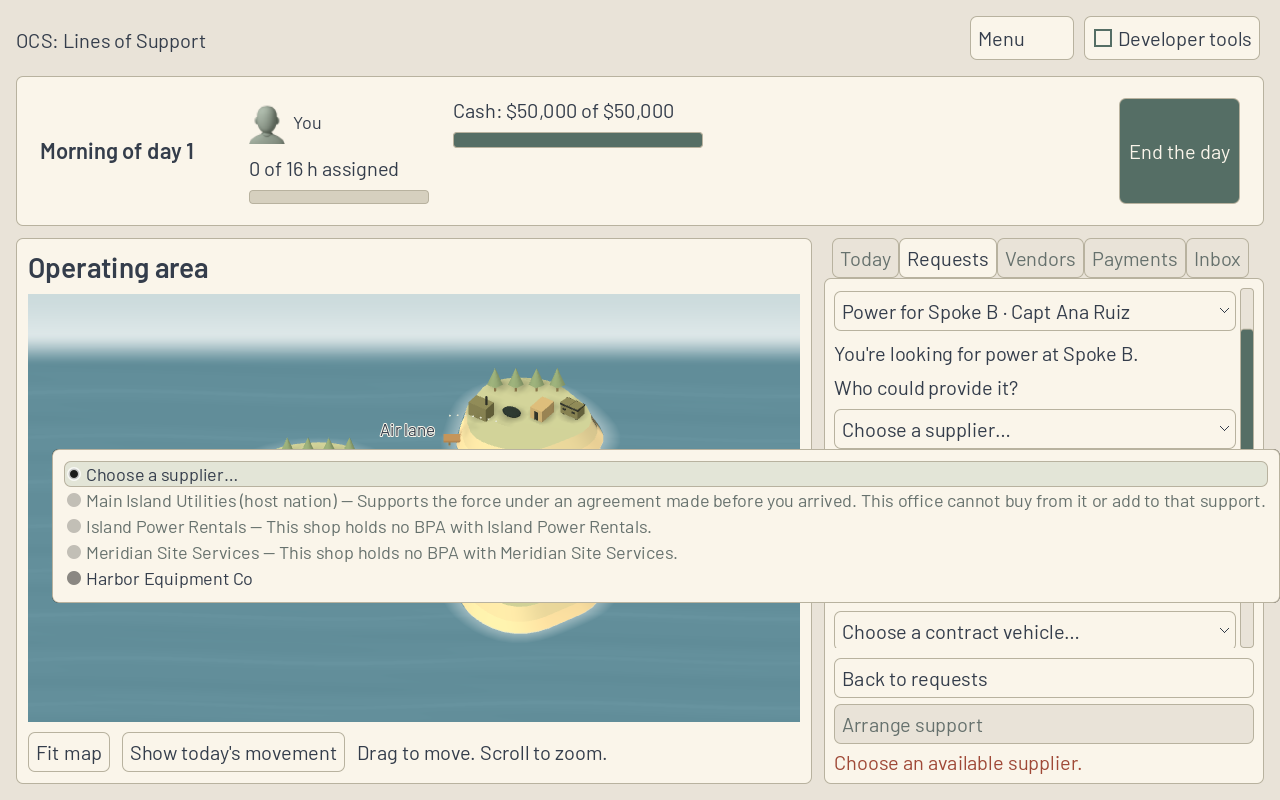 OCS: Lines of Support
Menu
Developer tools
Morning of day 1
You
0 of 16 h assigned
Cash: $50,000 of $50,000
End the day
Operating area
Air lane
Fit map
Show today's movement
Drag to move. Scroll to zoom.
Today
Requests
Vendors
Payments
Inbox
Power for Spoke B · Capt Ana Ruiz
You're looking for power at Spoke B.
Who could provide it?
Choose a supplier...
Choose a supplier...
Main Island Utilities (host nation) — Supports the force under an agreement made before you arrived. This office cannot buy from it or add to that support.
Island Power Rentals — This shop holds no BPA with Island Power Rentals.
Meridian Site Services — This shop holds no BPA with Meridian Site Services.
Harbor Equipment Co
Choose a contract vehicle...
Back to requests
Arrange support
Choose an available supplier.